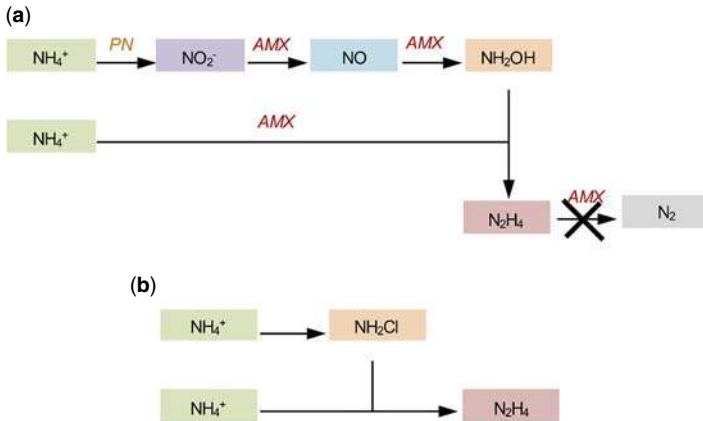 (a)
NH₄⁺ PN NO₂⁻ AMX NO AMX NH₂OH
NH₄⁺ AMX
N₂H₄ AMX N₂
(b)
NH₄⁺ NH₂Cl
NH₄⁺ N₂H₄